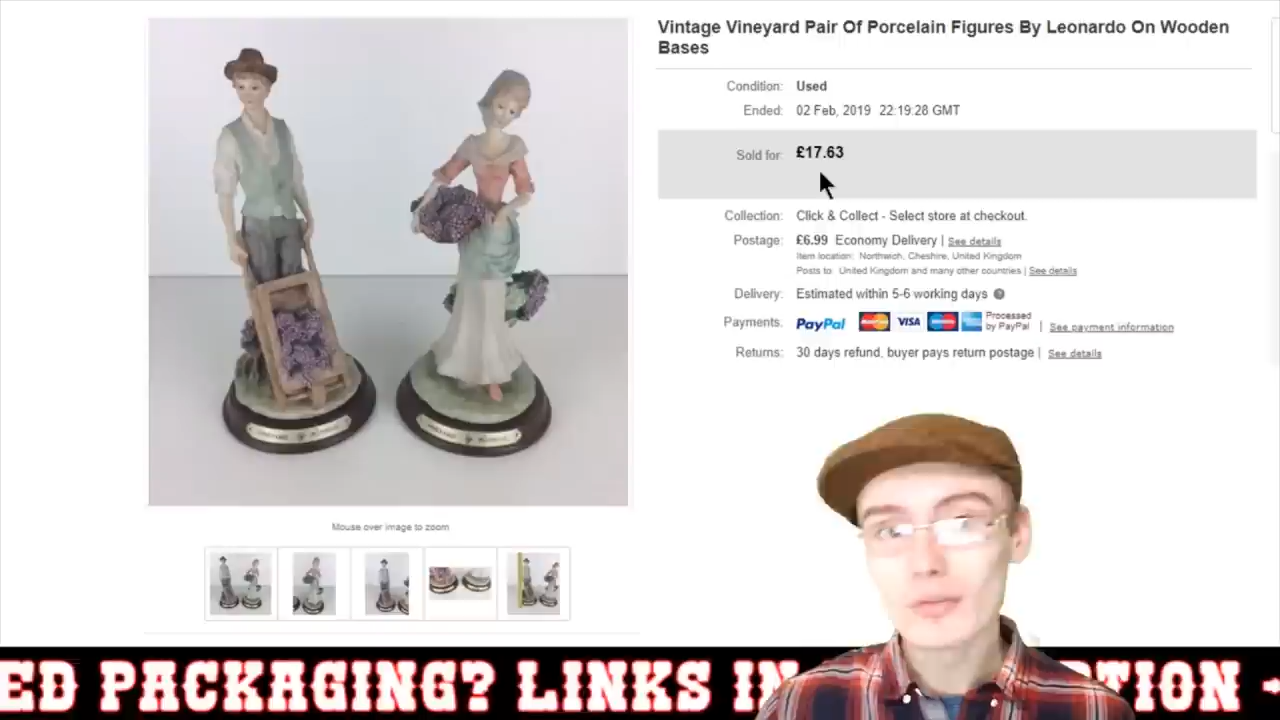 Vintage Vineyard Pair Of Porcelain Figures By Leonardo On Wooden
Bases
Condition: Used
Ended: 02 Feb, 2019 22:19:28 GMT
Sold for: £17.63
Collection: Click & Collect - Select store at checkout.
Postage: £6.99 Economy Delivery | See details
Item location: Northwich, Cheshire, United Kingdom
Posts to: United Kingdom and many other countries | See details
Delivery: Estimated within 5-6 working days
Payments: PayPal MasterCard VISA Processed by PayPal | See payment information
Returns: 30 days refund, buyer pays return postage | See details
Mouse over image to zoom
ED PACKAGING? LINKS IN TION -